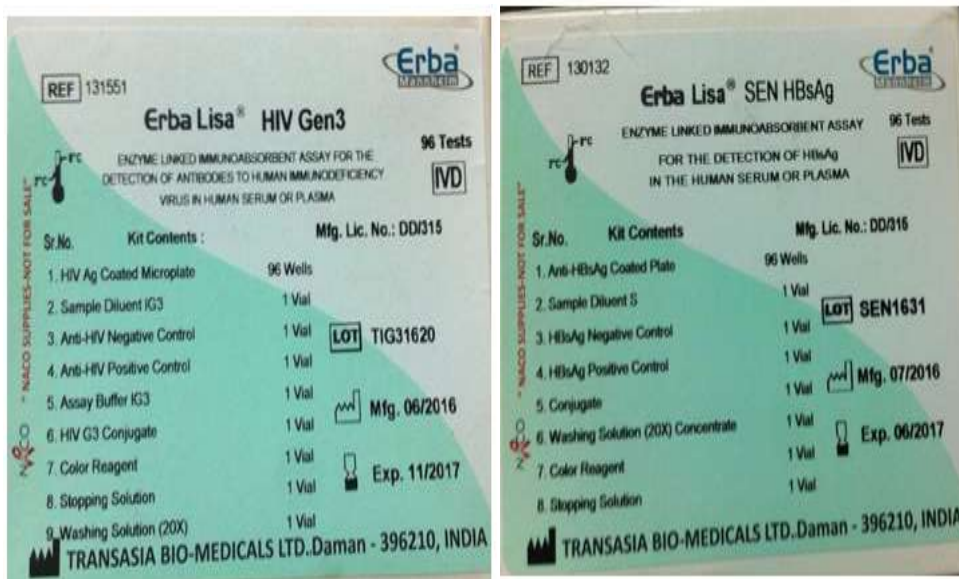 REF 131551
Erba
Mannheim
Erba Lisa® HIV Gen3
96 Tests
ENZYME LINKED IMMUNOABSORBENT ASSAY FOR THE
DETECTION OF ANTIBODIES TO HUMAN IMMUNODEFICIENCY
VIRUS IN HUMAN SERUM OR PLASMA
IVD
Mfg. Lic. No.: DD/315
Sr.No. Kit Contents :
1. HIV Ag Coated Microplate 96 Wells
2. Sample Diluent IG3 1 Vial
3. Anti-HIV Negative Control 1 Vial
4. Anti-HIV Positive Control 1 Vial
5. Assay Buffer IG3 1 Vial
6. HIV G3 Conjugate 1 Vial
7. Color Reagent 1 Vial
8. Stopping Solution 1 Vial
9. Washing Solution (20X) 1 Vial
LOT TIG31620
Mfg. 06/2016
Exp. 11/2017
" NACO SUPPLIES-NOT FOR SALE"
TRANSASIA BIO-MEDICALS LTD.Daman - 396210, INDIA
REF 130132
Erba
Mannheim
Erba Lisa® SEN HBsAg
96 Tests
ENZYME LINKED IMMUNOABSORBENT ASSAY
FOR THE DETECTION OF HBsAg
IN THE HUMAN SERUM OR PLASMA
IVD
Mfg. Lic. No.: DD/315
Sr.No. Kit Contents
1. Anti-HBsAg Coated Plate 96 Wells
2. Sample Diluent S 1 Vial
3. HBsAg Negative Control 1 Vial
4. HBsAg Positive Control 1 Vial
5. Conjugate 1 Vial
6. Washing Solution (20X) Concentrate 1 Vial
7. Color Reagent 1 Vial
8. Stopping Solution 1 Vial
LOT SEN1631
Mfg. 07/2016
Exp. 06/2017
" NACO SUPPLIES-NOT FOR SALE"
TRANSASIA BIO-MEDICALS LTD.Daman - 396210, INDIA